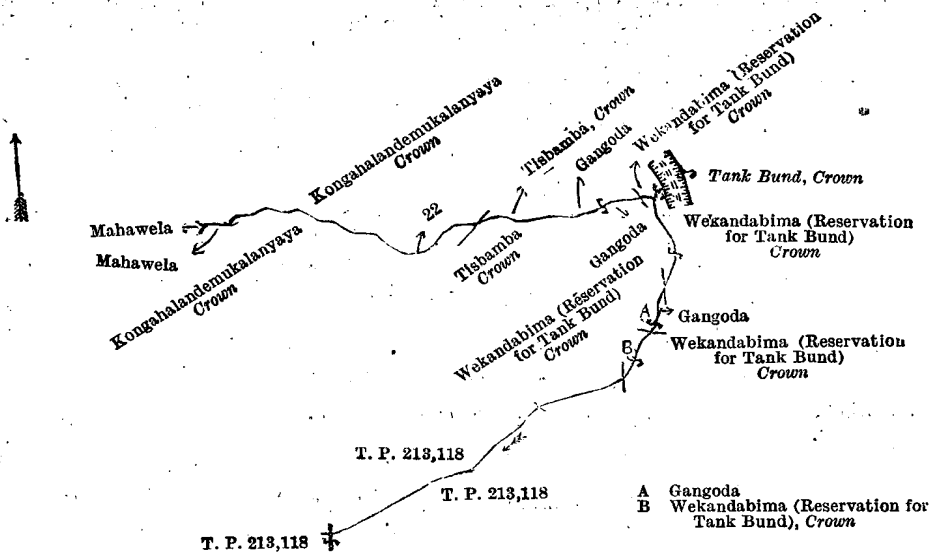 Wekandabima (Reservation
for Tank Bund)
Crown
Kongahalandemukalanyaya
Crown
Tisbamba, Crown
Gangoda
Tank Bund, Crown
22
Mahawela
Mahawela
Kongahalandemukalanyaya
Crown
Tisbamba
Crown
Gangoda
Wekandabima (Reservation
for Tank Bund)
Crown
Wekandabima (Reservation
for Tank Bund)
Crown
A
Gangoda
B
Wekandabima (Reservation
for Tank Bund)
Crown
T. P. 213,118
T. P. 213,118
T. P. 213,118
A Gangoda
B Wekandabima (Reservation for
Tank Bund), Crown